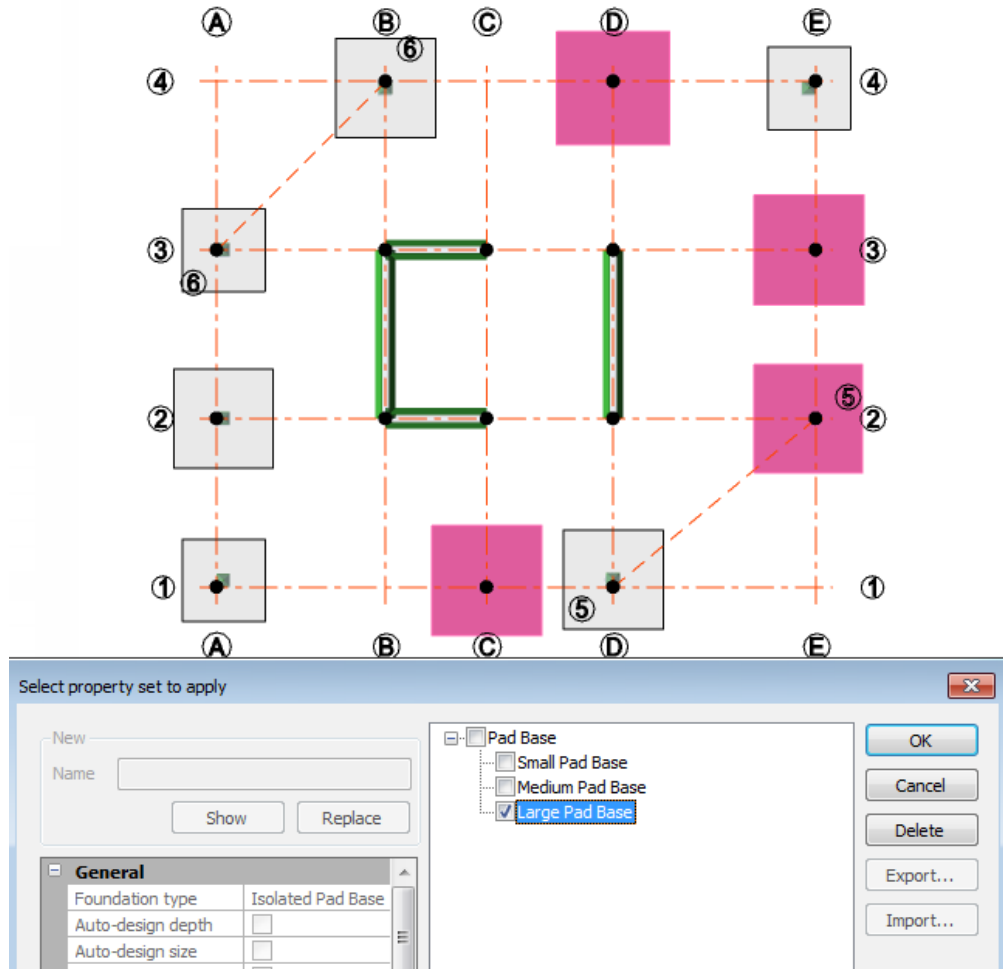 A B C D E
6
4 4
3 3
6
5
2 2
1 1
5
A B C D E
Select property set to apply
New
Name
Show Replace
General
Foundation type Isolated Pad Base
Auto-design depth
Auto-design size
Pad Base
Small Pad Base
Medium Pad Base
Large Pad Base
OK
Cancel
Delete
Export...
Import...